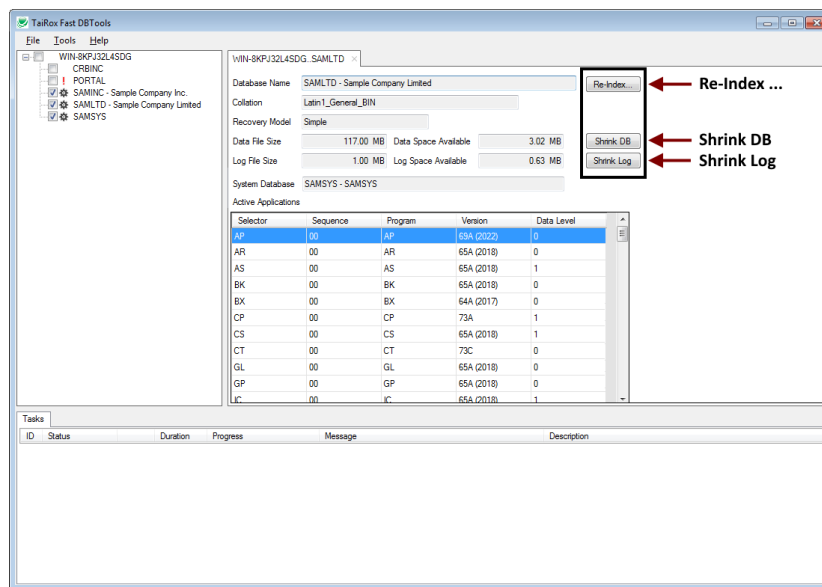 TaiRox Fast DBTools
File Tools Help
WIN-8KPJ32L4SDG
CRBINC
! PORTAL
SAMINC - Sample Company Inc.
SAMLTD - Sample Company Limited
SAMSYS
WIN-8KPJ32L4SDG..SAMLTD
Database Name SAMLTD - Sample Company Limited Re-Index... Re-Index ...
Collation Latin1_General_BIN
Recovery Model Simple
Data File Size 117.00 MB Data Space Available 3.02 MB Shrink DB Shrink DB
Log File Size 1.00 MB Log Space Available 0.63 MB Shrink Log Shrink Log
System Database SAMSYS - SAMSYS
Active Applications
Selector Sequence Program Version Data Level
AP 00 AP 69A (2022) 0
AR 00 AR 65A (2018) 0
AS 00 AS 65A (2018) 1
BK 00 BK 65A (2018) 0
BX 00 BX 64A (2017) 0
CP 00 CP 73A 1
CS 00 CS 65A (2018) 1
CT 00 CT 73C 0
GL 00 GL 65A (2018) 0
GP 00 GP 65A (2018) 0
IC 00 IC 65A (2018) 1
Tasks
ID Status Duration Progress Message Description